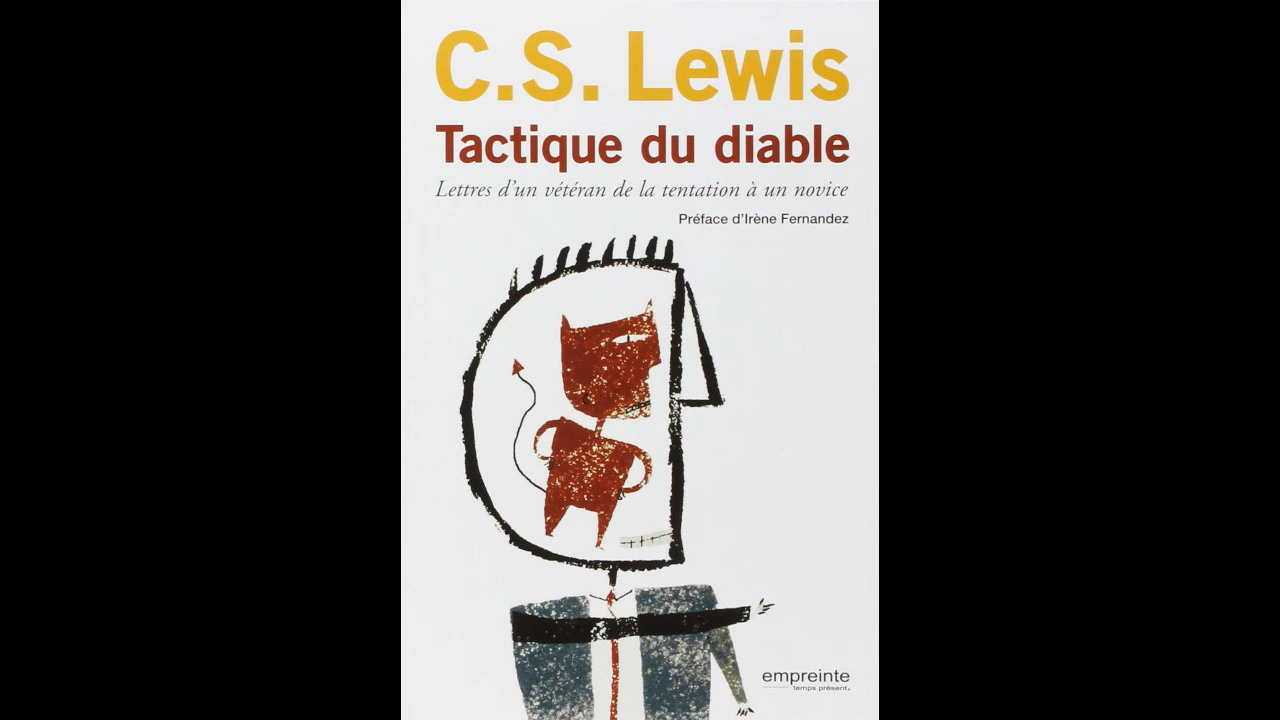 C.S. Lewis
Tactique du diable
Lettres d'un vétéran de la tentation à un novice
Préface d'Irène Fernandez
empreinte
temps présent.